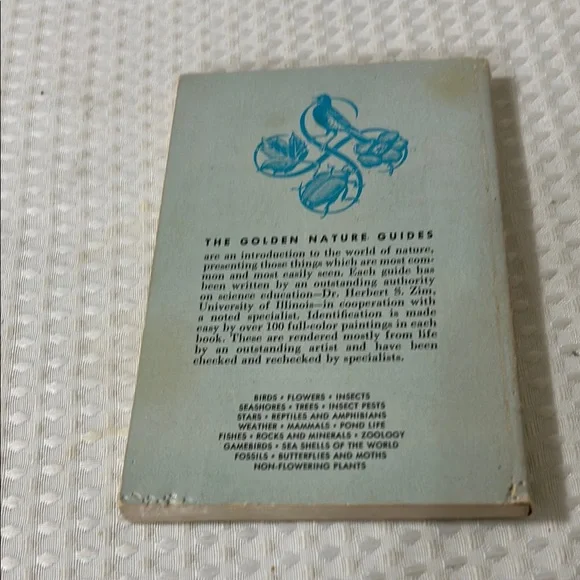 THE GOLDEN NATURE GUIDES
are an introduction to the world of nature,
presenting those things which are most com-
mon and most easily seen. Each guide has
been written by an outstanding authority
on science education—Dr. Herbert S. Zim,
University of Illinois—in cooperation with
a noted specialist. Identification is made
easy by over 100 full-color paintings in each
book. These are rendered mostly from life
by an outstanding artist and have been
checked and rechecked by specialists.
BIRDS • FLOWERS • INSECTS
SEASHORES • TREES • INSECT PESTS
STARS • REPTILES AND AMPHIBIANS
WEATHER • MAMMALS • POND LIFE
FISHES • ROCKS AND MINERALS • ZOOLOGY
GAMEBIRDS • SEA SHELLS OF THE WORLD
FOSSILS • BUTTERFLIES AND MOTHS
NON-FLOWERING PLANTS